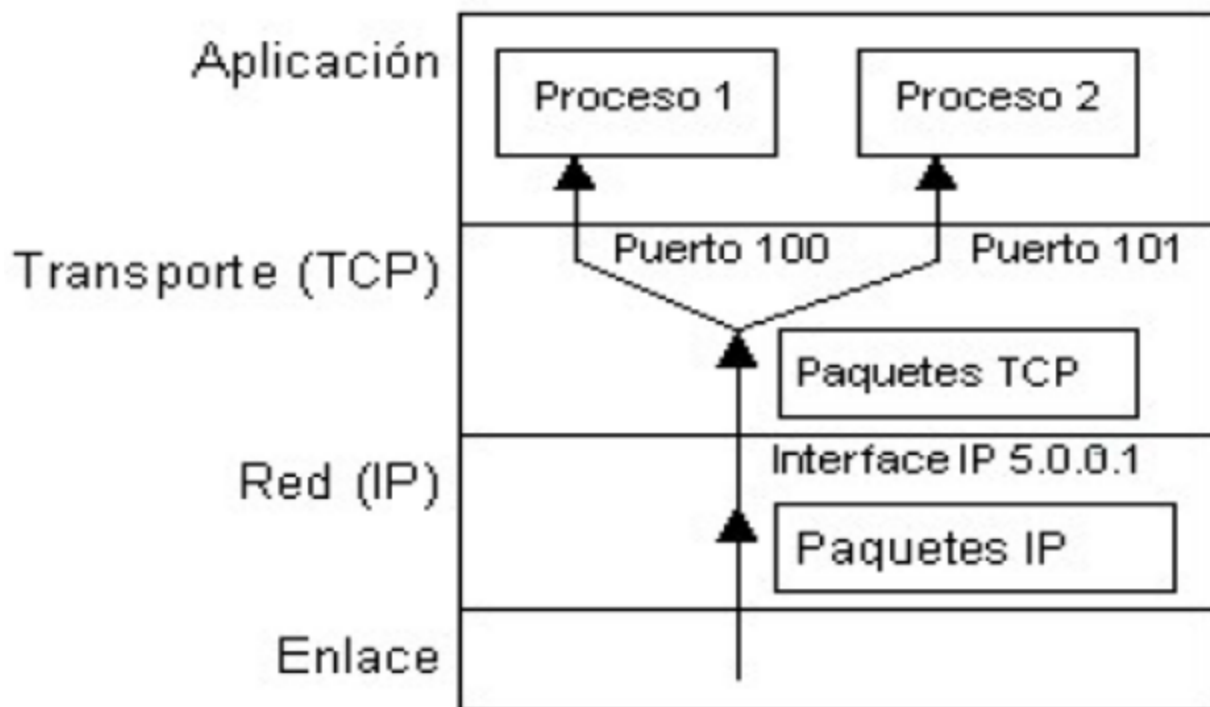 Aplicación
Proceso 1
Proceso 2
Puerto 100
Puerto 101
Transporte (TCP)
Paquetes TCP
Interface IP 5.0.0.1
Red (IP)
Paquetes IP
Enlace